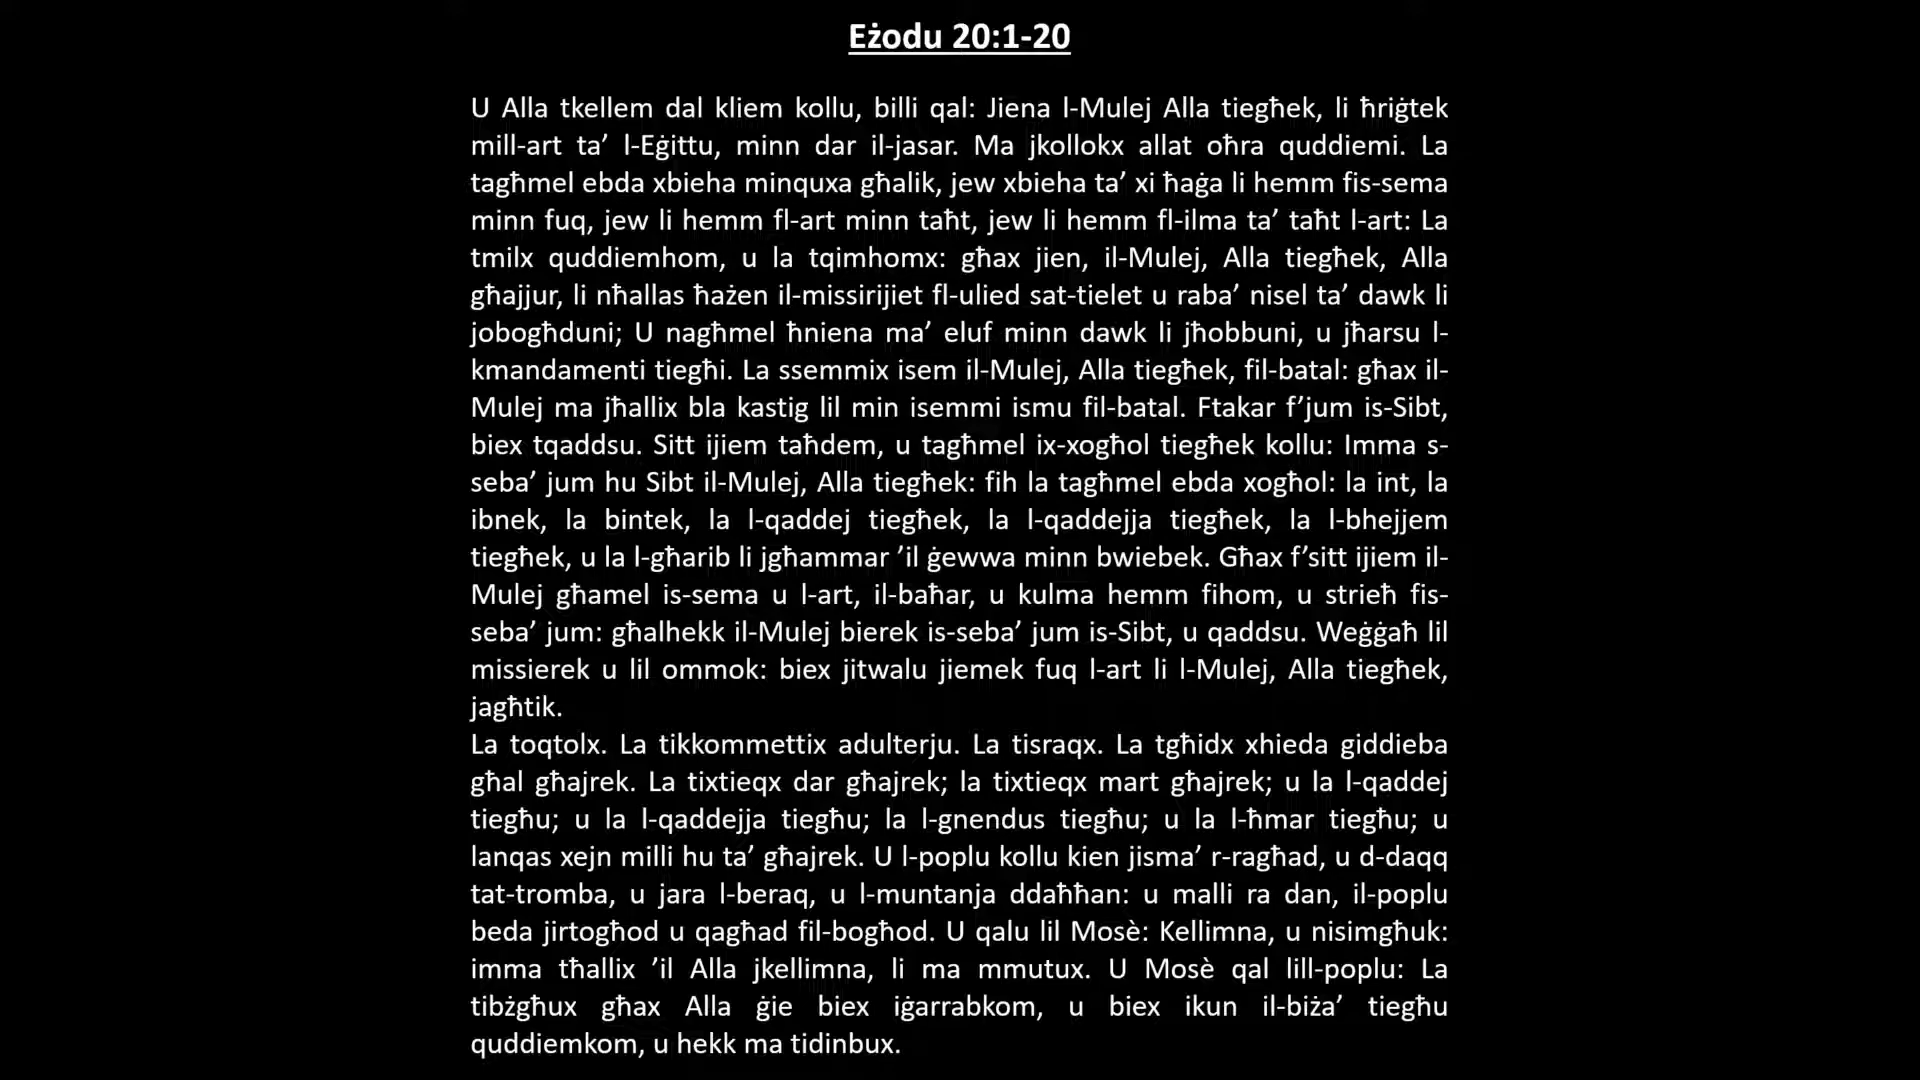 Eżodu 20:1-20
U Alla tkellem dal kliem kollu, billi qal: Jiena l-Mulej Alla tiegħek, li ħriġtek
mill-art ta’ l-Eġittu, minn dar il-jasar. Ma jkollokx allat oħra quddiemi. La
tagħmel ebda xbieha minquxa għalik, jew xbieha ta’ xi ħaġa li hemm fis-sema
minn fuq, jew li hemm fl-art minn taħt, jew li hemm fl-ilma ta’ taħt l-art: La
tmilx quddiemhom, u la tqimhomx: għax jien, il-Mulej, Alla tiegħek, Alla
għajjur, li nħallas ħażen il-missirijiet fl-ulied sat-tielet u raba’ nisel ta’ dawk li
jobogħduni; U nagħmel ħniena ma’ eluf minn dawk li jħobbuni, u jħarsu l-
kmandamenti tiegħi. La ssemmix isem il-Mulej, Alla tiegħek, fil-batal: għax il-
Mulej ma jħallix bla kastig lil min isemmi ismu fil-batal. Ftakar f’jum is-Sibt,
biex tqaddsu. Sitt ijiem taħdem, u tagħmel ix-xogħol tiegħek kollu: Imma s-
seba’ jum hu Sibt il-Mulej, Alla tiegħek: fih la tagħmel ebda xogħol: la int, la
ibnek, la bintek, la l-qaddej tiegħek, la l-qaddejja tiegħek, la l-bhejjem
tiegħek, u la l-għarib li jgħammar ’il ġewwa minn bwiebek. Għax f’sitt ijiem il-
Mulej għamel is-sema u l-art, il-baħar, u kulma hemm fihom, u strieħ fis-
seba’ jum: għalhekk il-Mulej bierek is-seba’ jum is-Sibt, u qaddsu. Weġġaħ lil
missierek u lil ommok: biex jitwalu jiemek fuq l-art li l-Mulej, Alla tiegħek,
jagħtik.
La toqtolx. La tikkommettix adulterju. La tisraqx. La tgħidx xhieda giddieba
għal għajrek. La tixtieqx dar għajrek; la tixtieqx mart għajrek; u la l-qaddej
tiegħu; u la l-qaddejja tiegħu; la l-gnendus tiegħu; u la l-ħmar tiegħu; u
lanqas xejn milli hu ta’ għajrek. U l-poplu kollu kien jisma’ r-ragħad, u d-daqq
tat-tromba, u jara l-beraq, u l-muntanja ddaħħan: u malli ra dan, il-poplu
beda jirtogħod u qagħad fil-bogħod. U qalu lil Mosè: Kellimna, u nisimgħuk:
imma tħallix ’il Alla jkellimna, li ma mmutux. U Mosè qal lill-poplu: La
tibżgħux għax Alla ġie biex iġarrabkom, u biex ikun il-biża’ tiegħu
quddiemkom, u hekk ma tidinbux.